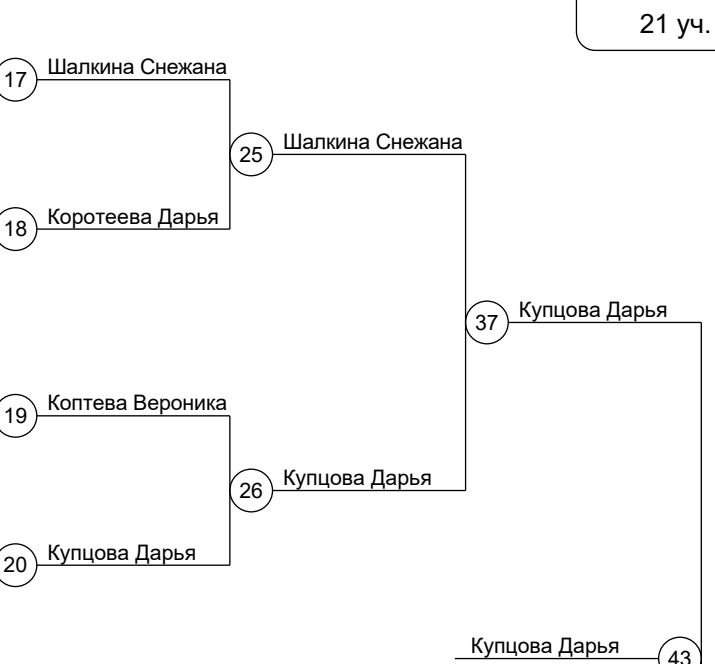 21 уч.
17 Шалкина Снежана
25 Шалкина Снежана
18 Коротеева Дарья
37 Купцова Дарья
19 Коптева Вероника
26 Купцова Дарья
20 Купцова Дарья
Купцова Дарья 43